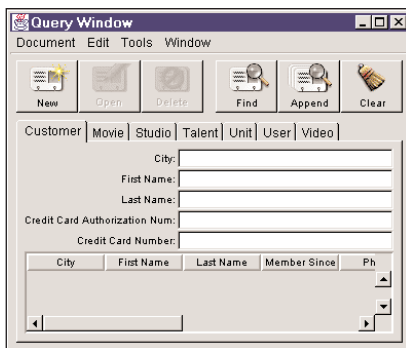 Query Window
Document Edit Tools Window
New Open Delete Find Append Clear
Customer Movie Studio Talent Unit User Video
City:
First Name:
Last Name:
Credit Card Authorization Num:
Credit Card Number:
City First Name Last Name Member Since Ph